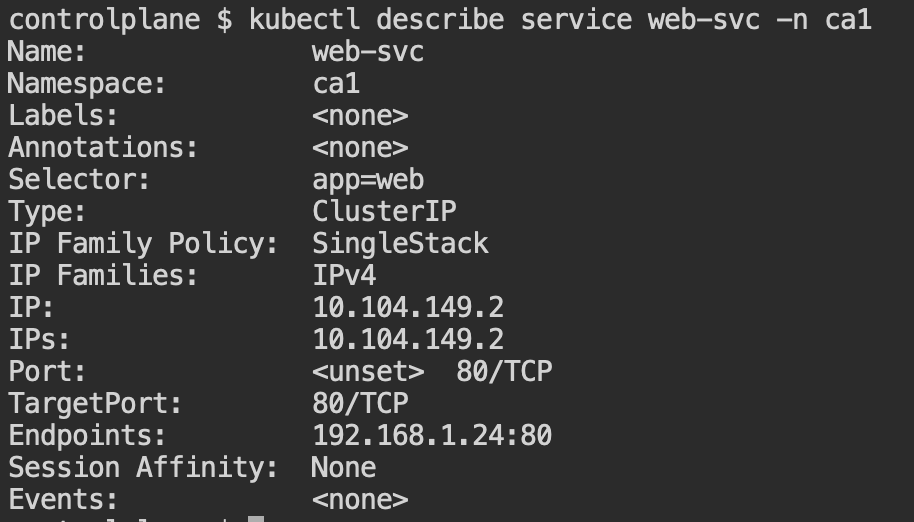 controlplane $ kubectl describe service web-svc -n ca1
Name:              web-svc
Namespace:         ca1
Labels:            <none>
Annotations:       <none>
Selector:          app=web
Type:              ClusterIP
IP Family Policy:  SingleStack
IP Families:       IPv4
IP:                10.104.149.2
IPs:               10.104.149.2
Port:              <unset>  80/TCP
TargetPort:        80/TCP
Endpoints:         192.168.1.24:80
Session Affinity:  None
Events:            <none>